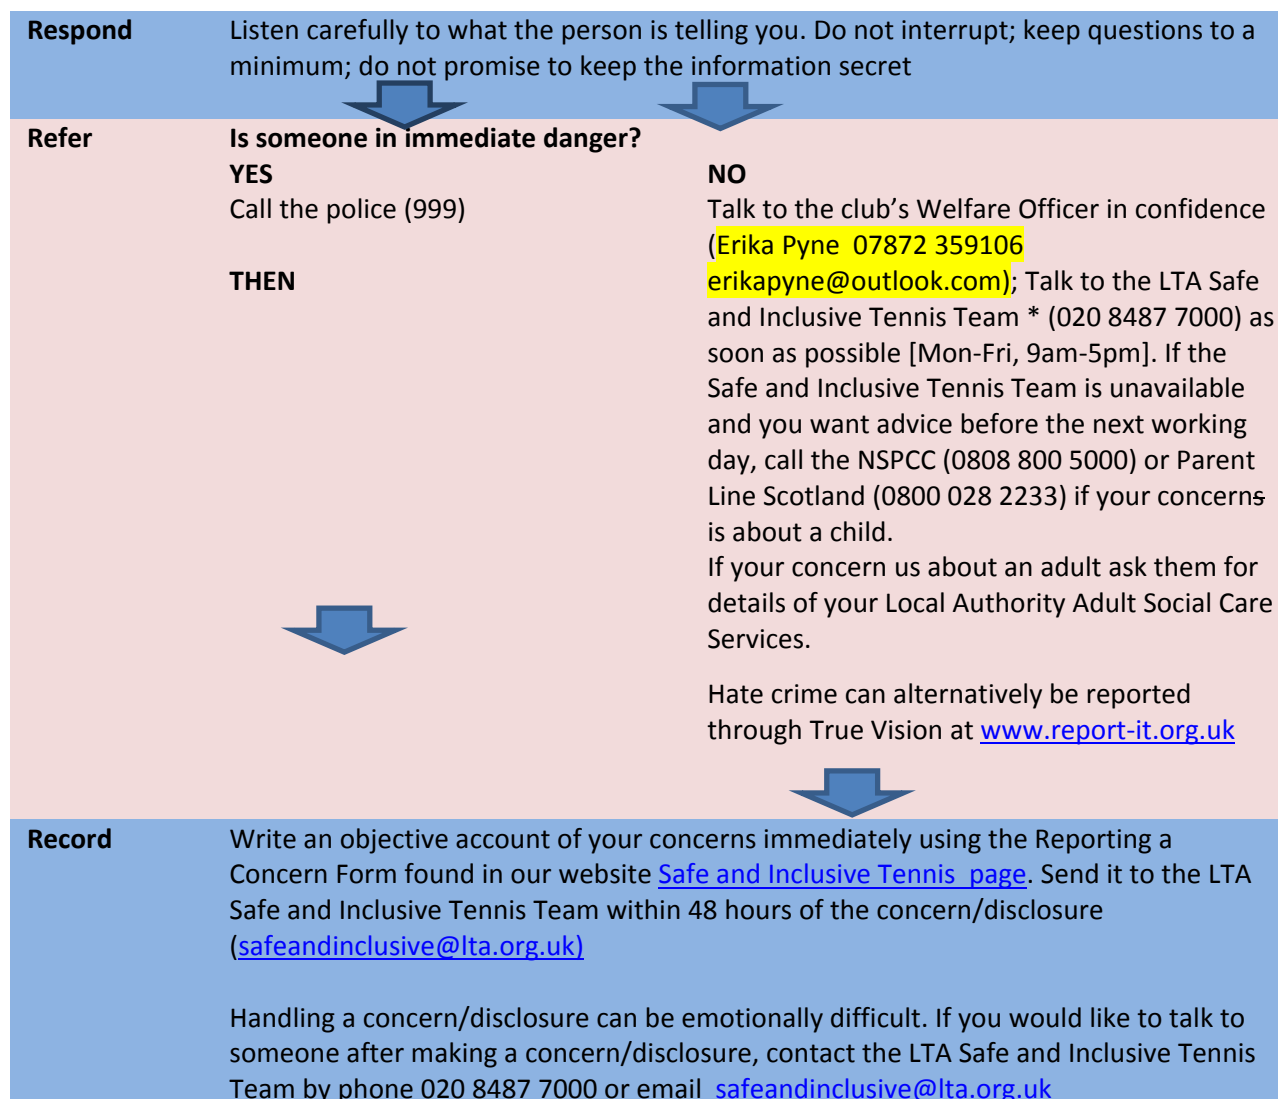 Respond
Listen carefully to what the person is telling you. Do not interrupt; keep questions to a
minimum; do not promise to keep the information secret
Refer
Is someone in immediate danger?
YES
Call the police (999)
THEN
NO
Talk to the club’s Welfare Officer in confidence
(Erika Pyne  07872 359106
erikapyne@outlook.com); Talk to the LTA Safe
and Inclusive Tennis Team * (020 8487 7000) as
soon as possible [Mon-Fri, 9am-5pm]. If the
Safe and Inclusive Tennis Team is unavailable
and you want advice before the next working
day, call the NSPCC (0808 800 5000) or Parent
Line Scotland (0800 028 2233) if your concerns
is about a child.
If your concern us about an adult ask them for
details of your Local Authority Adult Social Care
Services.
Hate crime can alternatively be reported
through True Vision at www.report-it.org.uk
Record
Write an objective account of your concerns immediately using the Reporting a
Concern Form found in our website Safe and Inclusive Tennis  page. Send it to the LTA
Safe and Inclusive Tennis Team within 48 hours of the concern/disclosure
(safeandinclusive@lta.org.uk)
Handling a concern/disclosure can be emotionally difficult. If you would like to talk to
someone after making a concern/disclosure, contact the LTA Safe and Inclusive Tennis
Team by phone 020 8487 7000 or email  safeandinclusive@lta.org.uk